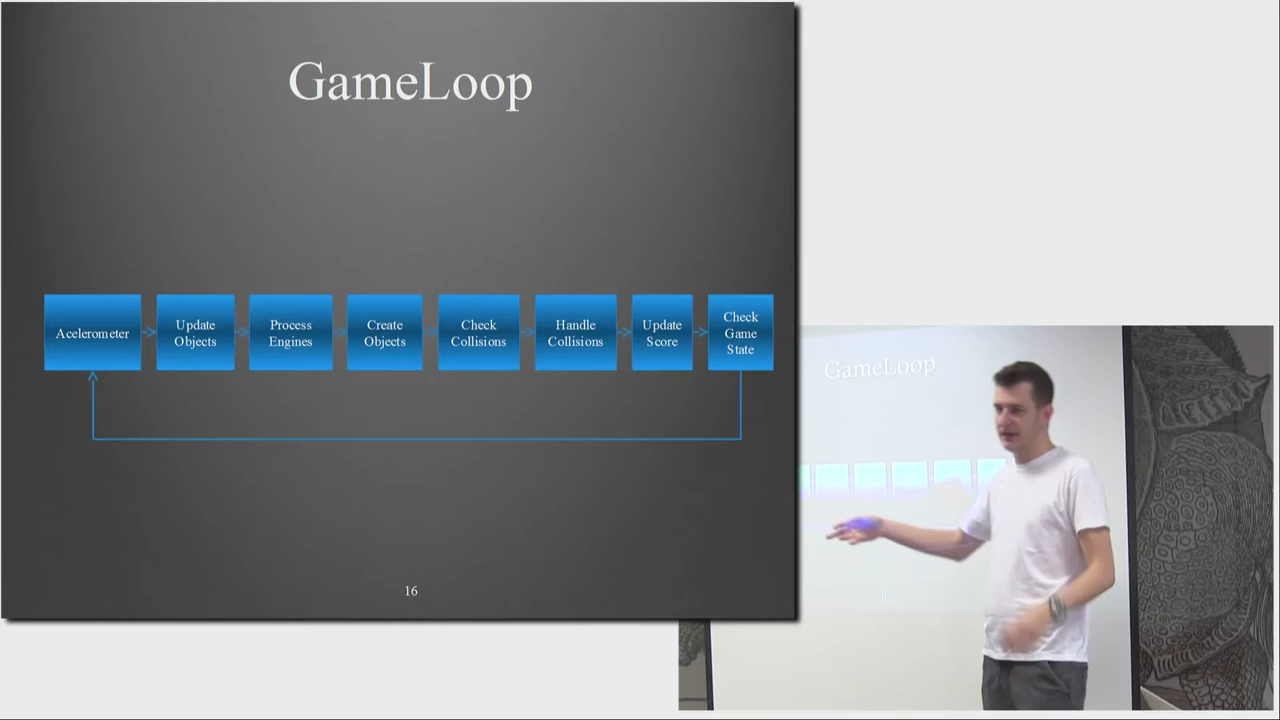 GameLoop
Acelerometer
Update
Objects
Process
Engines
Create
Objects
Check
Collisions
Handle
Collisions
Update
Score
Check
Game
State
16
GameLoop